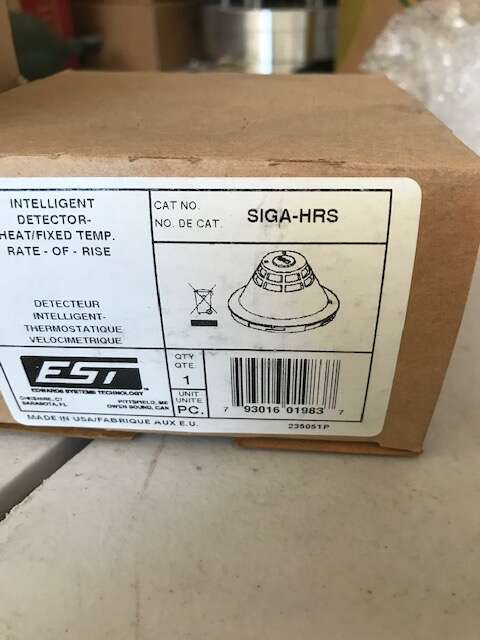 INTELLIGENT
DETECTOR-
HEAT/FIXED TEMP.
RATE - OF - RISE
DETECTEUR
INTELLIGENT-
THERMOSTATIQUE
VELOCIMETRIQUE
CAT NO.
NO. DE CAT.
SIGA-HRS
EST
EDWARDS SYSTEMS TECHNOLOGY
CHESHIRE, CT
SARASOTA, FL
PITTSFIELD, ME
OWEN SOUND, CAN
QTY
QTE
1
UNIT
UNITE
PC.
7 93016 01983 7
MADE IN USA/FABRIQUE AUX E.U.
235051P